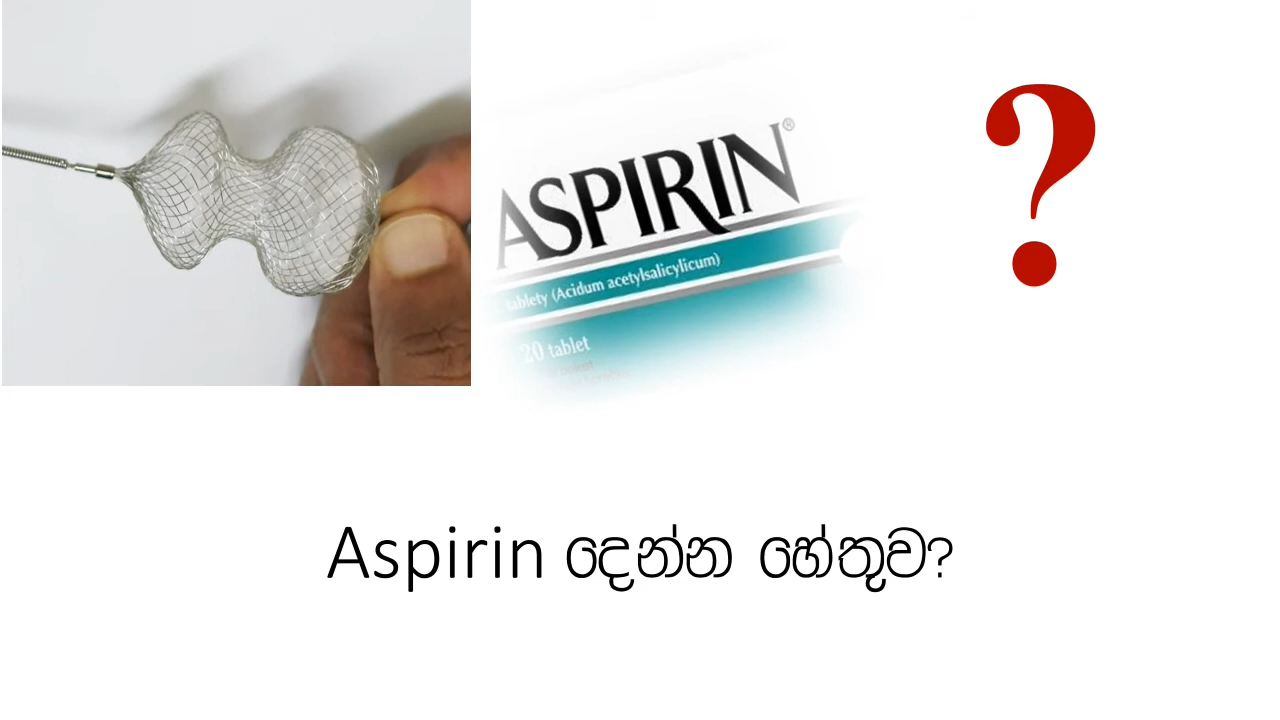 ASPIRIN®
tablety (Acidum acetylsalicylicum)
20 tablet
?
Aspirin දෙන්න හේතුව?